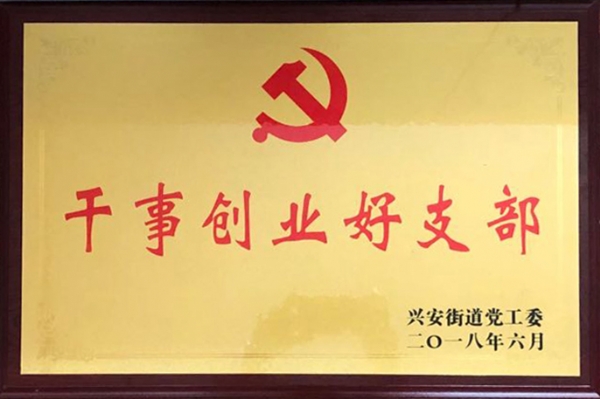 干事创业好支部
兴安街道党工委
二〇一八年六月